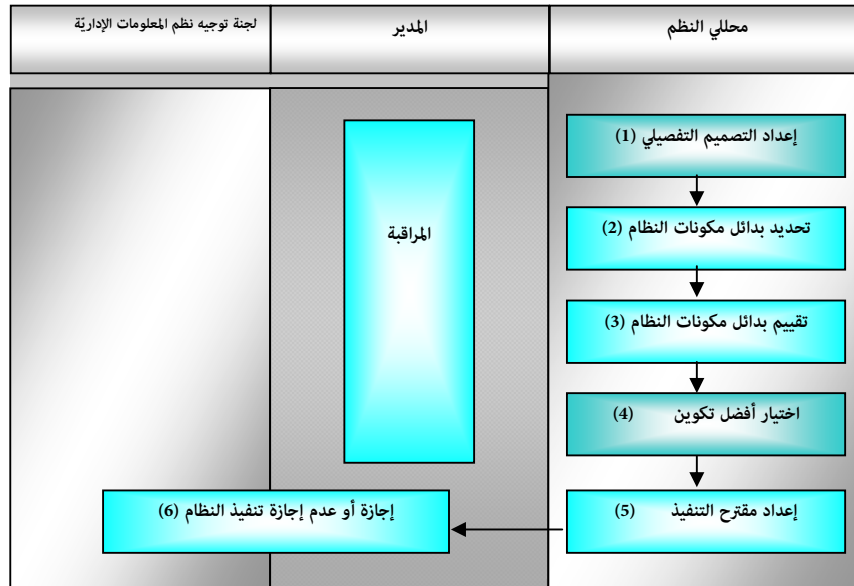 محللي النظم
المدير
لجنة توجيه نظم المعلومات الإداريّة
إعداد التصميم التفصيلي (1)
تحديد بدائل مكونات النظام (2)
تقييم بدائل مكونات النظام (3)
اختيار أفضل تكوين (4)
إعداد مقترح التنفيذ (5)
المراقبة
إجازة أو عدم إجازة تنفيذ النظام (6)